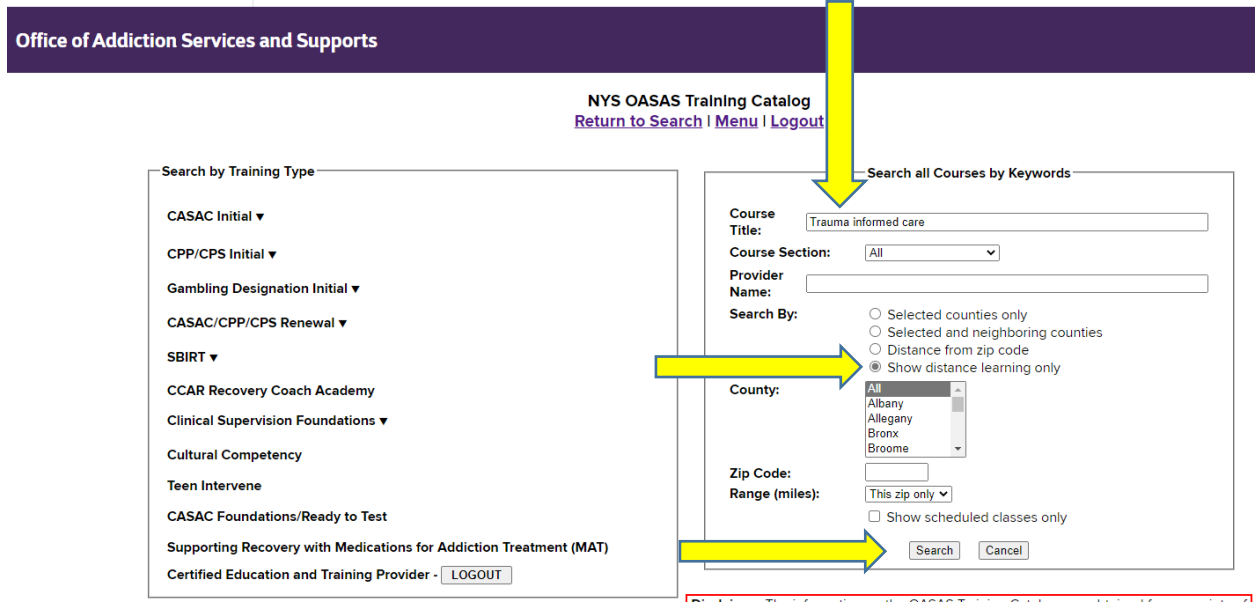 Office of Addiction Services and Supports
NYS OASAS Training Catalog
Return to Search | Menu | Logout
Search by Training Type
CASAC Initial ▼
CPP/CPS Initial ▼
Gambling Designation Initial ▼
CASAC/CPP/CPS Renewal ▼
SBIRT ▼
CCAR Recovery Coach Academy
Clinical Supervision Foundations ▼
Cultural Competency
Teen Intervene
CASAC Foundations/Ready to Test
Supporting Recovery with Medications for Addiction Treatment (MAT)
Certified Education and Training Provider - LOGOUT
Search all Courses by Keywords
Course
Title: Trauma informed care
Course Section: All
Provider
Name:
Search By: Selected counties only
Selected and neighboring counties
Distance from zip code
Show distance learning only
County: All
Albany
Allegany
Bronx
Broome
Zip Code:
Range (miles): This zip only
Show scheduled classes only
Search Cancel